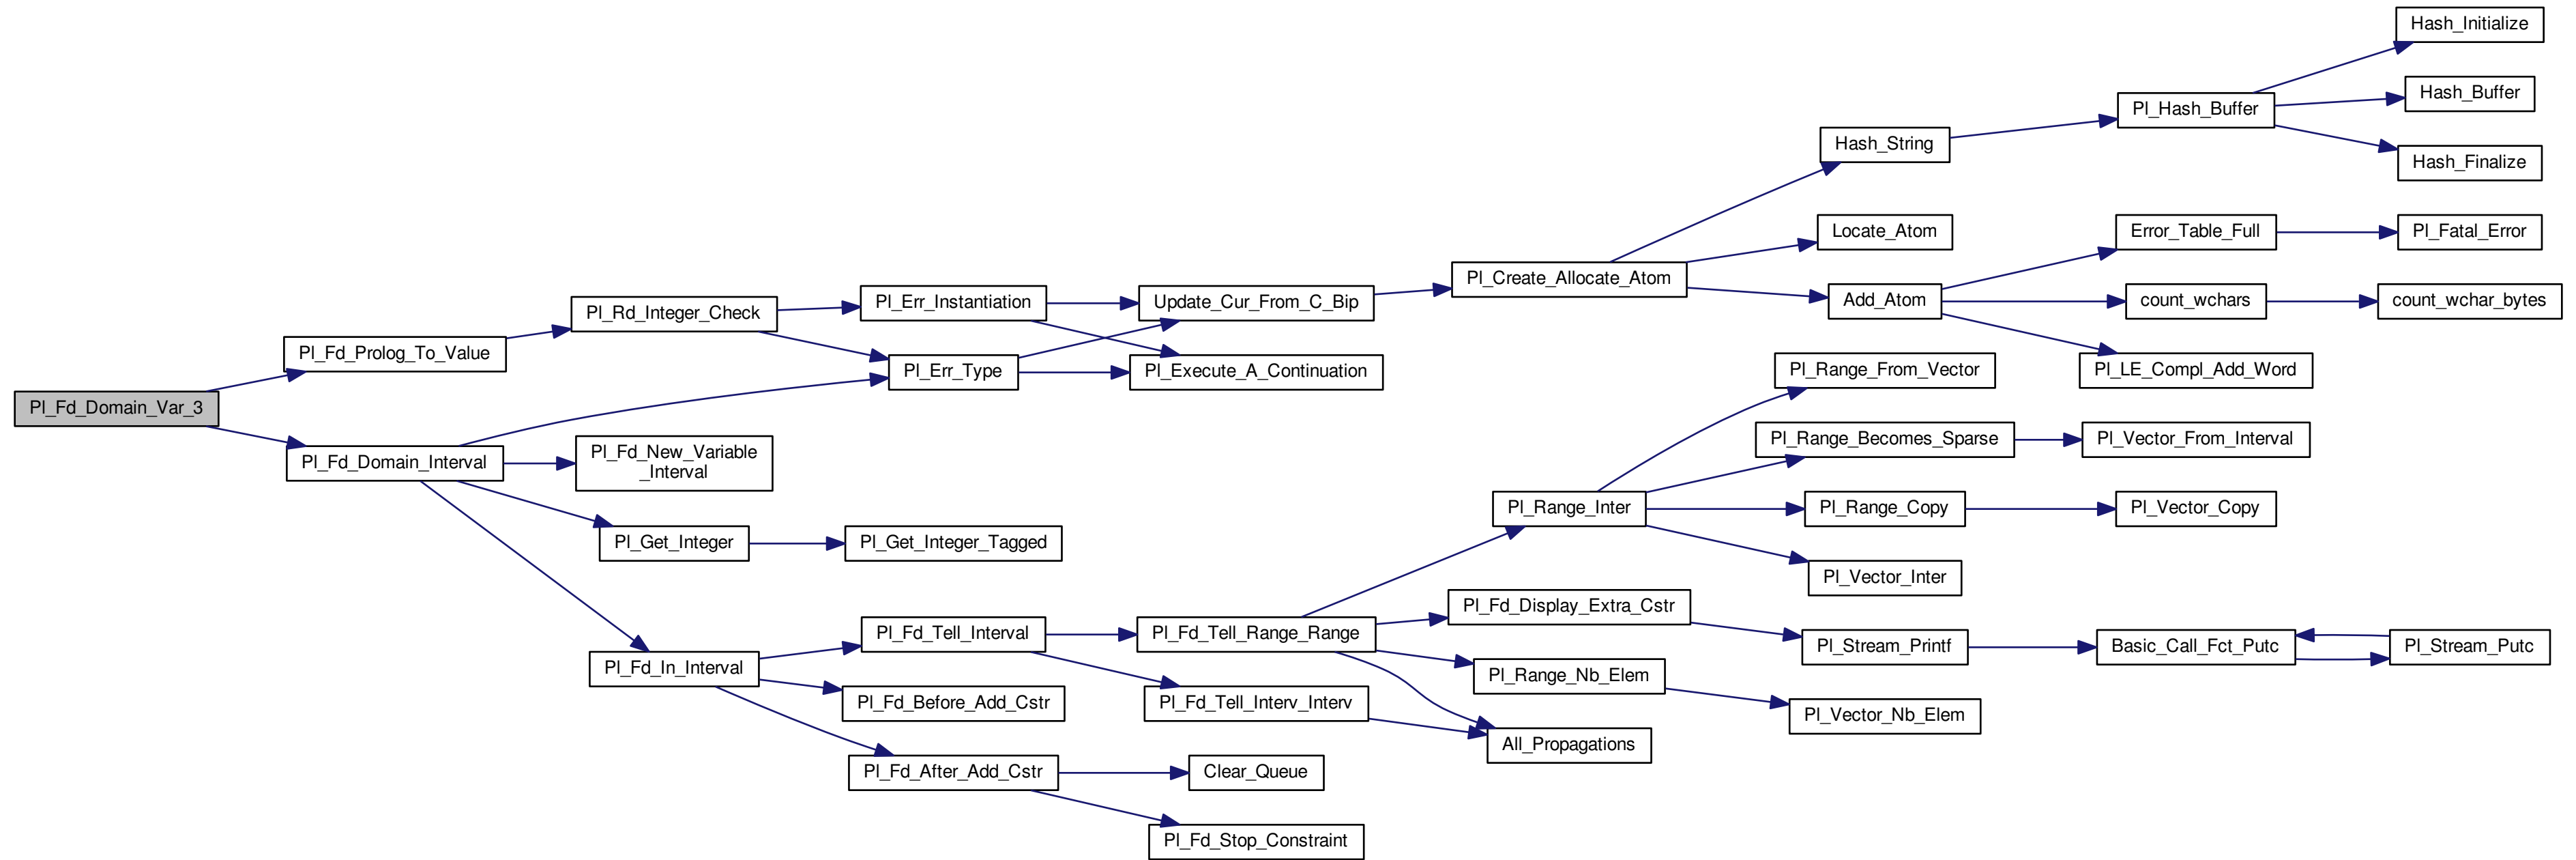 Hash_Initialize
Hash_Buffer
Pl_Hash_Buffer
Hash_String
Hash_Finalize
Locate_Atom
Error_Table_Full
Pl_Fatal_Error
Pl_Create_Allocate_Atom
Add_Atom
count_wchars
count_wchar_bytes
Pl_Err_Instantiation
Update_Cur_From_C_Bip
Pl_Rd_Integer_Check
Pl_Fd_Prolog_To_Value
Pl_Err_Type
Pl_Execute_A_Continuation
Pl_Range_From_Vector
Pl_LE_Compl_Add_Word
Pl_Fd_Domain_Var_3
Pl_Range_Becomes_Sparse
Pl_Vector_From_Interval
Pl_Fd_Domain_Interval
Pl_Fd_New_Variable
_Interval
Pl_Range_Inter
Pl_Range_Copy
Pl_Vector_Copy
Pl_Get_Integer
Pl_Get_Integer_Tagged
Pl_Vector_Inter
Pl_Fd_Display_Extra_Cstr
Pl_Fd_Tell_Interval
Pl_Fd_Tell_Range_Range
Pl_Stream_Printf
Basic_Call_Fct_Putc
Pl_Stream_Putc
Pl_Fd_In_Interval
Pl_Range_Nb_Elem
Pl_Fd_Before_Add_Cstr
Pl_Fd_Tell_Interv_Interv
Pl_Vector_Nb_Elem
All_Propagations
Pl_Fd_After_Add_Cstr
Clear_Queue
Pl_Fd_Stop_Constraint